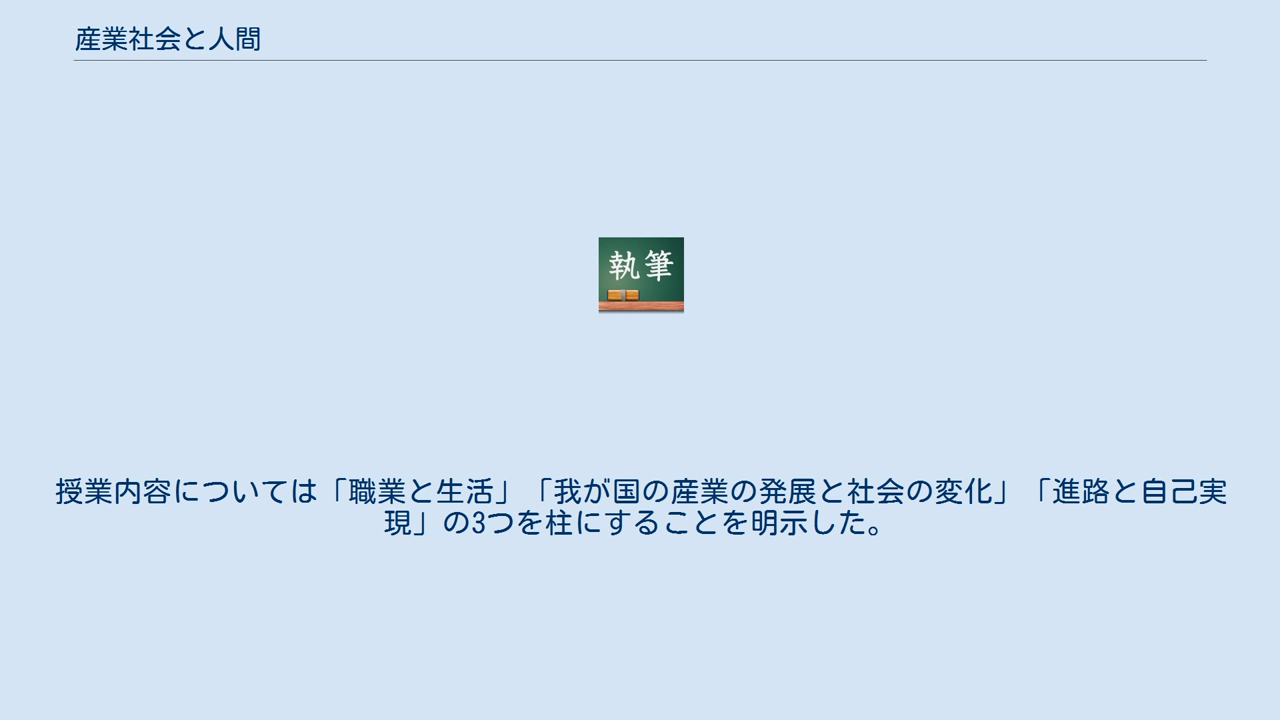 産業社会と人間
執筆
授業内容については「職業と生活」「我が国の産業の発展と社会の変化」「進路と自己実
現」の3つを柱にすることを明示した。